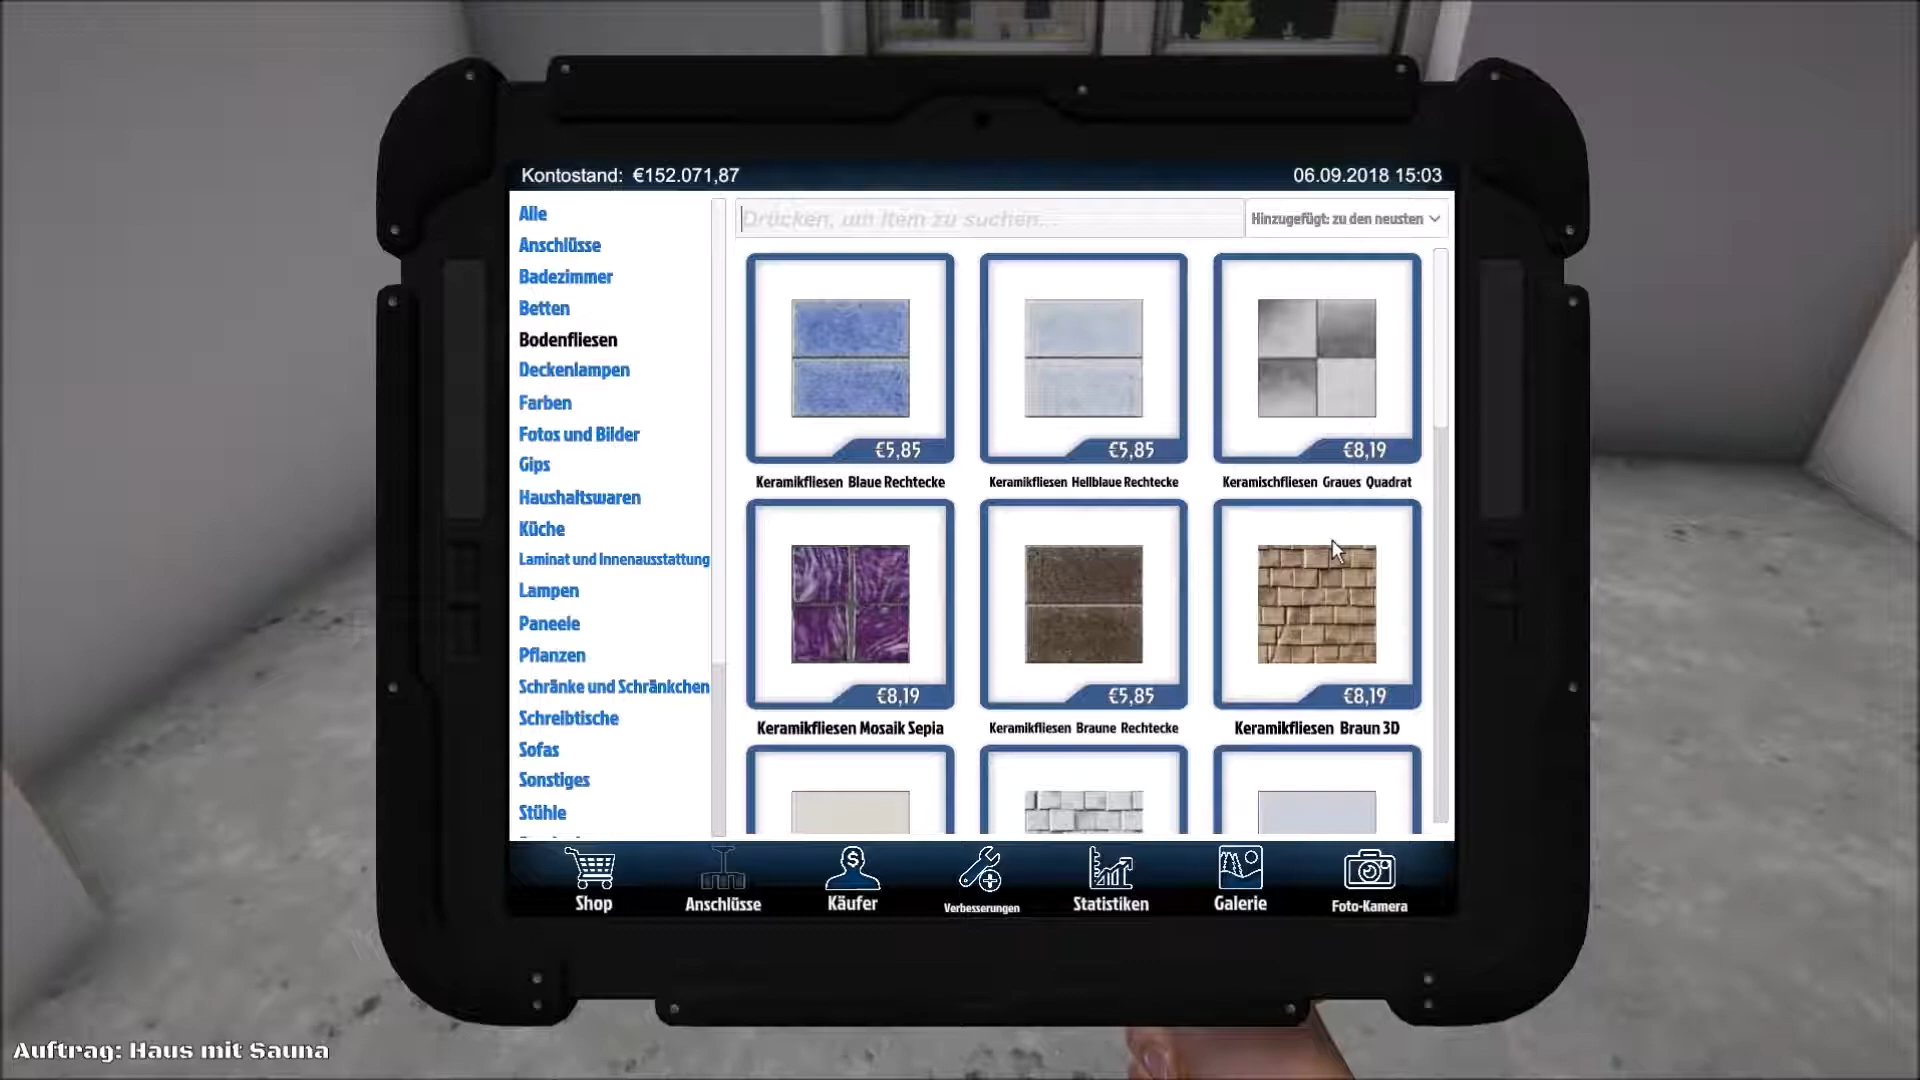 Kontostand: €152.071,87
06.09.2018 15:03
Drücken, um Item zu suchen...
Hinzugefügt: zu den neusten
Alle
Anschlüsse
Badezimmer
Betten
Bodenfliesen
Deckenlampen
Farben
Fotos und Bilder
Gips
Haushaltswaren
Küche
Laminat und Innenausstattung
Lampen
Paneele
Pflanzen
Schränke und Schränkchen
Schreibtische
Sofas
Sonstiges
Stühle
€5,85
€5,85
€8,19
Keramikfliesen Blaue Rechtecke
Keramikfliesen Hellblaue Rechtecke
Keramischfliesen Graues Quadrat
€8,19
€5,85
€8,19
Keramikfliesen Mosaik Sepia
Keramikfliesen Braune Rechtecke
Keramikfliesen Braun 3D
Shop
Anschlüsse
Käufer
Verbesserungen
Statistiken
Galerie
Foto-Kamera
Auftrag: Haus mit Sauna